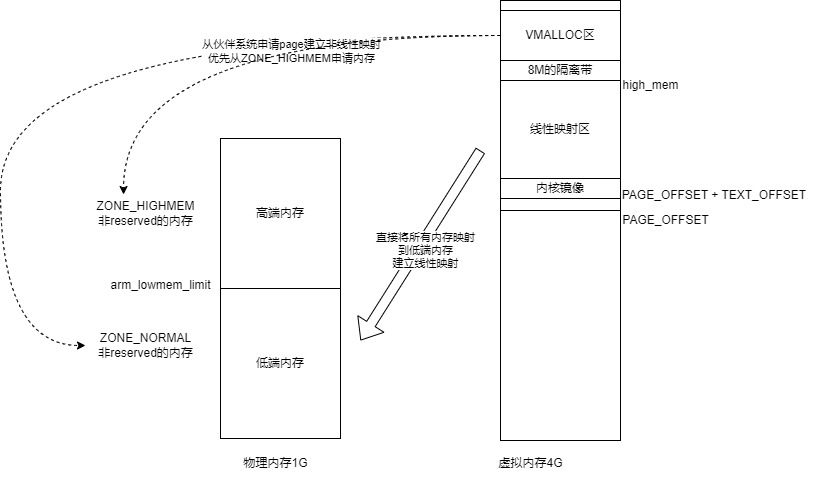 从伙伴系统申请page建立非线性映射
优先从ZONE_HIGHMEM申请内存
VMALLOC区
8M的隔离带
high_mem
线性映射区
内核镜像
PAGE_OFFSET + TEXT_OFFSET
PAGE_OFFSET
ZONE_HIGHMEM
非reserved的内存
高端内存
直接将所有内存映射
到低端内存
建立线性映射
arm_lowmem_limit
ZONE_NORMAL
非reserved的内存
低端内存
物理内存1G
虚拟内存4G